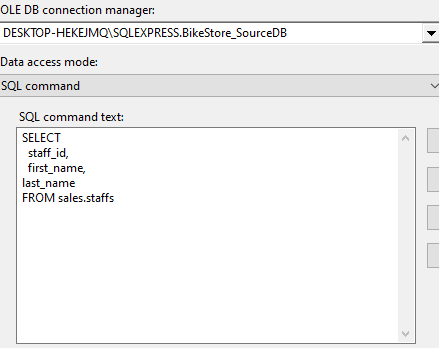 OLE DB connection manager:
DESKTOP-HEKEJMQ\SQLEXPRESS.BikeStore_SourceDB
Data access mode:
SQL command
SQL command text:
SELECT
staff_id,
first_name,
last_name
FROM sales.staffs